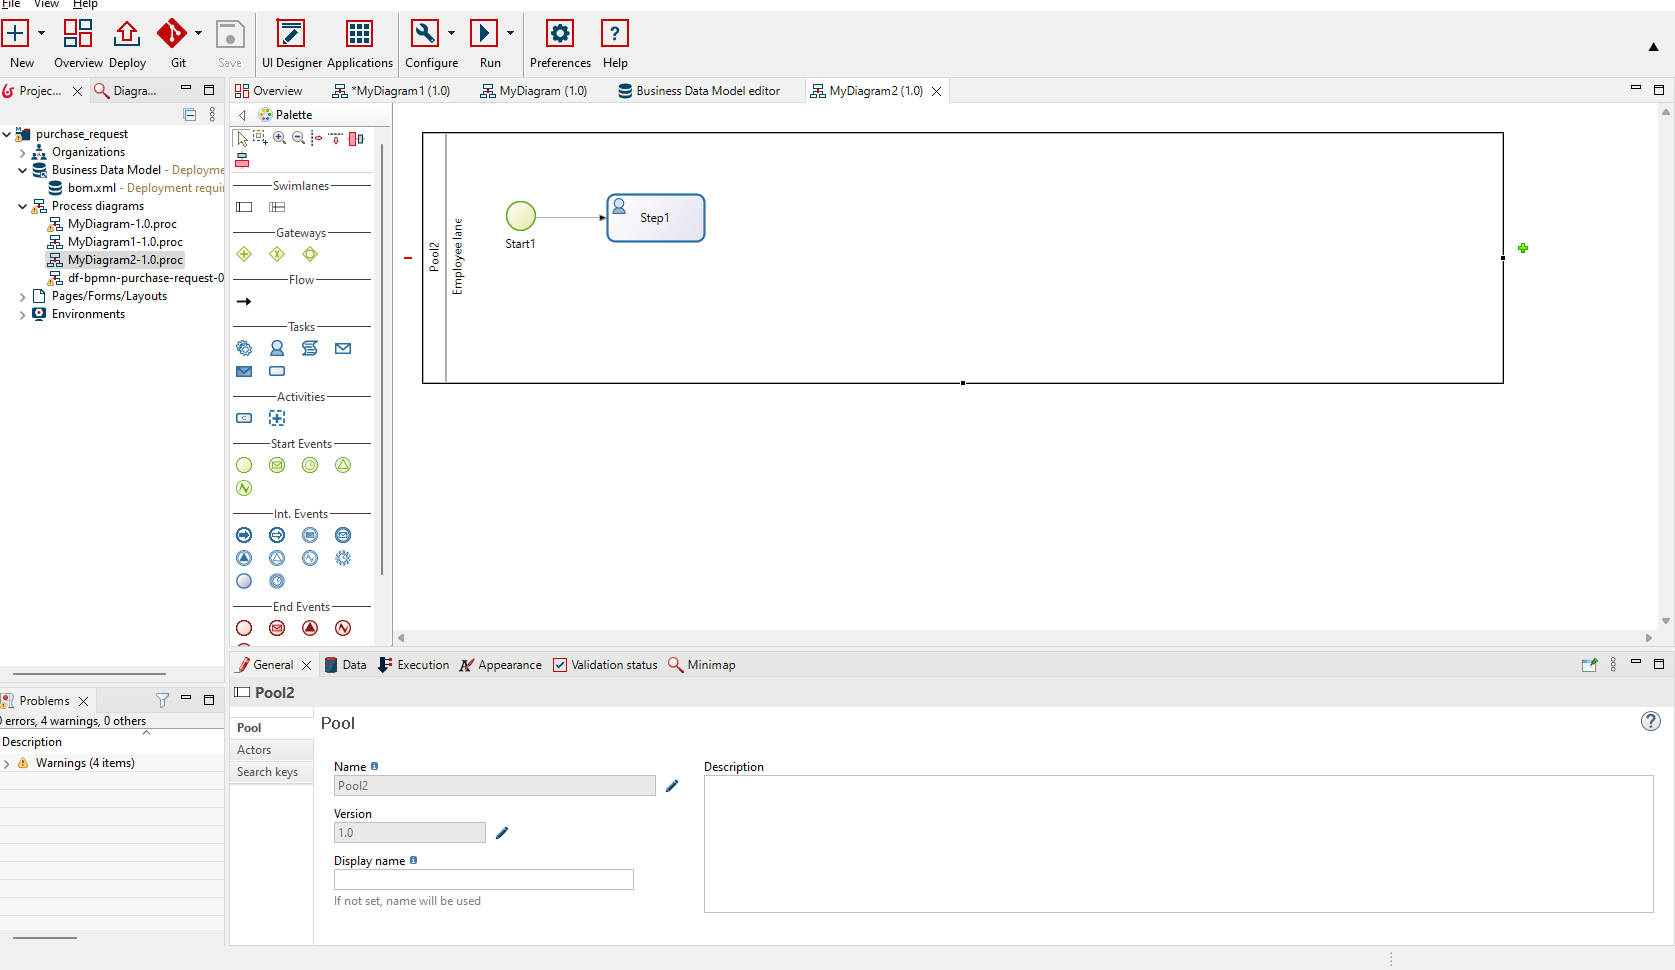 File View Help
New Overview Deploy Git Save UI Designer Applications Configure Run Preferences Help
Projec... Diagra...
Overview *MyDiagram1 (1.0) MyDiagram (1.0) Business Data Model editor MyDiagram2 (1.0)
Palette
purchase_request
Organizations
Business Data Model - Deployme
bom.xml - Deployment requir
Process diagrams
MyDiagram-1.0.proc
MyDiagram1-1.0.proc
MyDiagram2-1.0.proc
df-bpmn-purchase-request-0
Pages/Forms/Layouts
Environments
Swimlanes
Gateways
Flow
Tasks
Activities
Start Events
Int. Events
End Events
Pool2
Employee lane
Start1
Step1
Problems
0 errors, 4 warnings, 0 others
Description
Warnings (4 items)
General Data Execution Appearance Validation status Minimap
Pool2
Pool
Actors
Search keys
Pool
Name
Pool2
Version
1.0
Display name
If not set, name will be used
Description